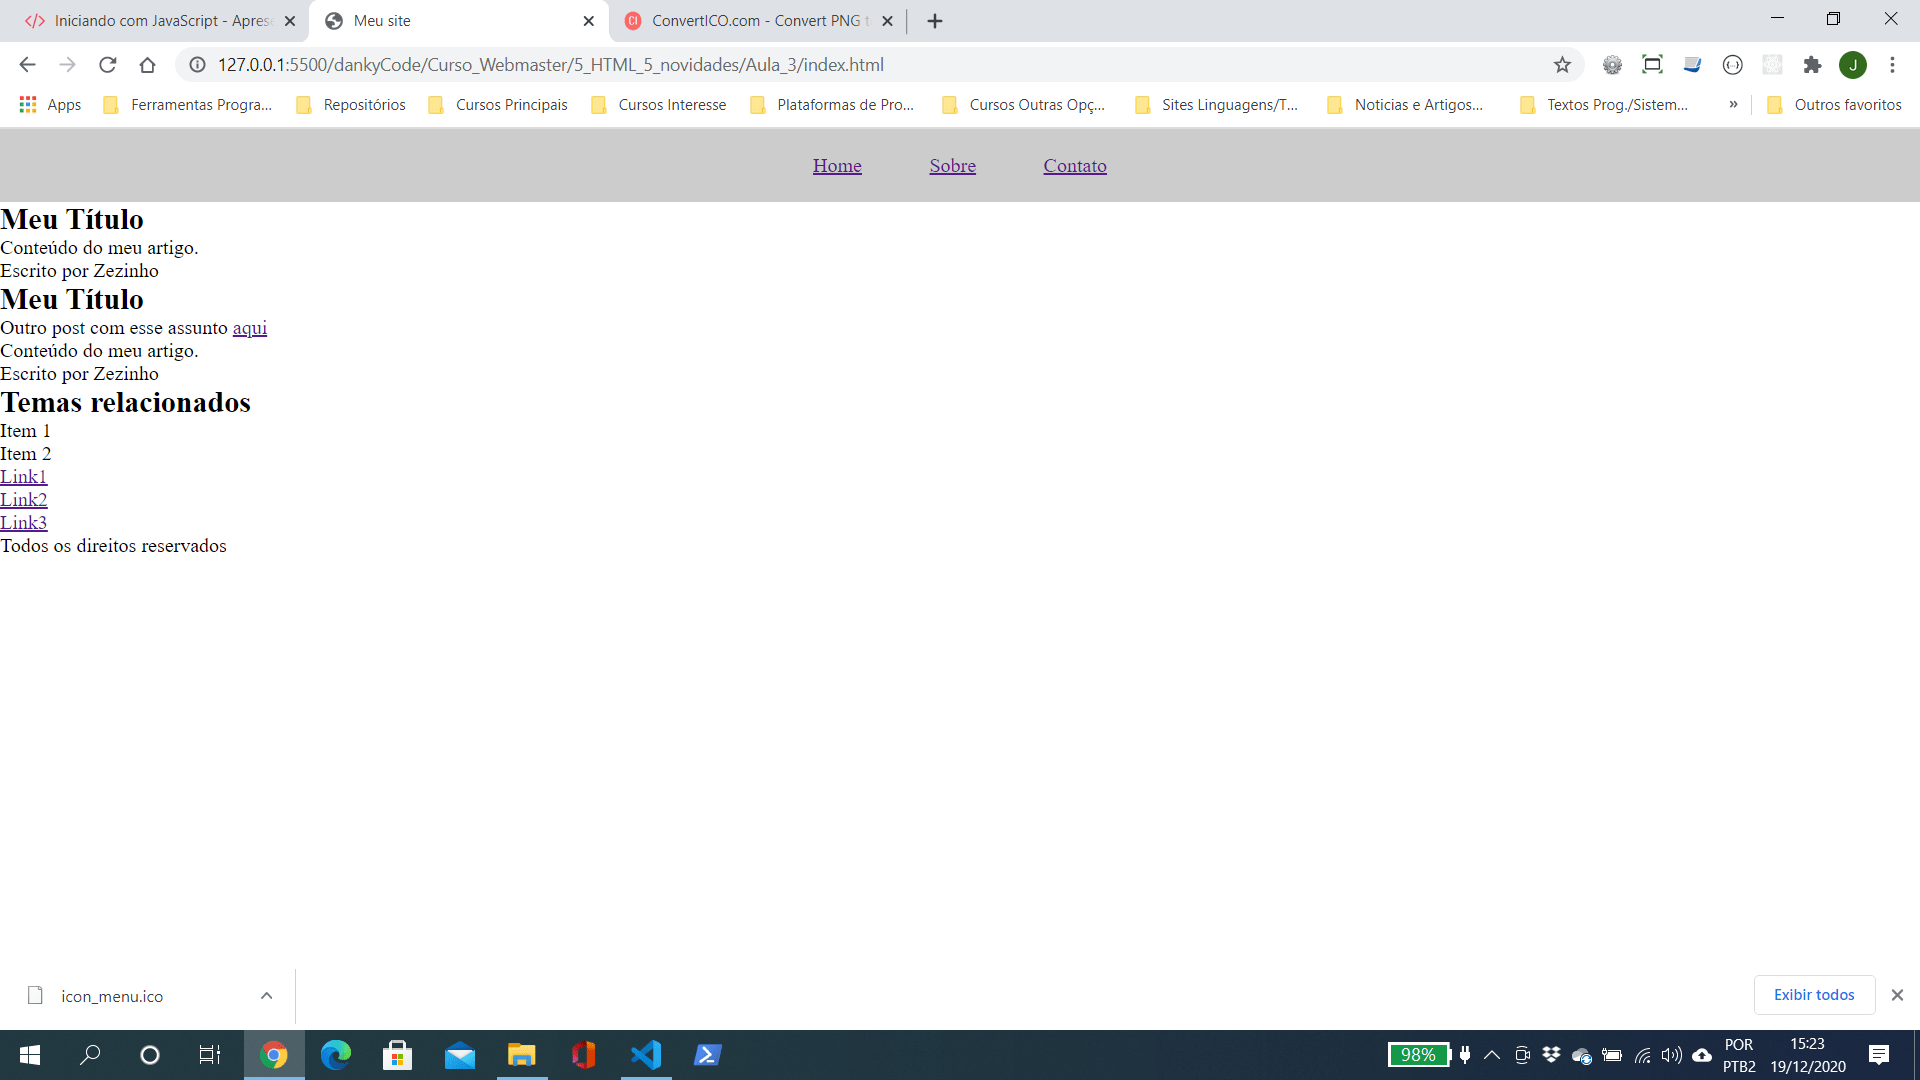 Iniciando com JavaScript - Aprese
Meu site
ConvertICO.com - Convert PNG t
127.0.0.1:5500/dankyCode/Curso_Webmaster/5_HTML_5_novidades/Aula_3/index.html
J
Apps
Ferramentas Progra...
Repositórios
Cursos Principais
Cursos Interesse
Plataformas de Pro...
Cursos Outras Opç...
Sites Linguagens/T...
Noticias e Artigos...
Textos Prog./Sistem...
»
Outros favoritos
Home Sobre Contato
Meu Título
Conteúdo do meu artigo.
Escrito por Zezinho
Meu Título
Outro post com esse assunto aqui
Conteúdo do meu artigo.
Escrito por Zezinho
Temas relacionados
Item 1
Item 2
Link1
Link2
Link3
Todos os direitos reservados
icon_menu.ico
Exibir todos
98%
POR
PTB2
15:23
19/12/2020